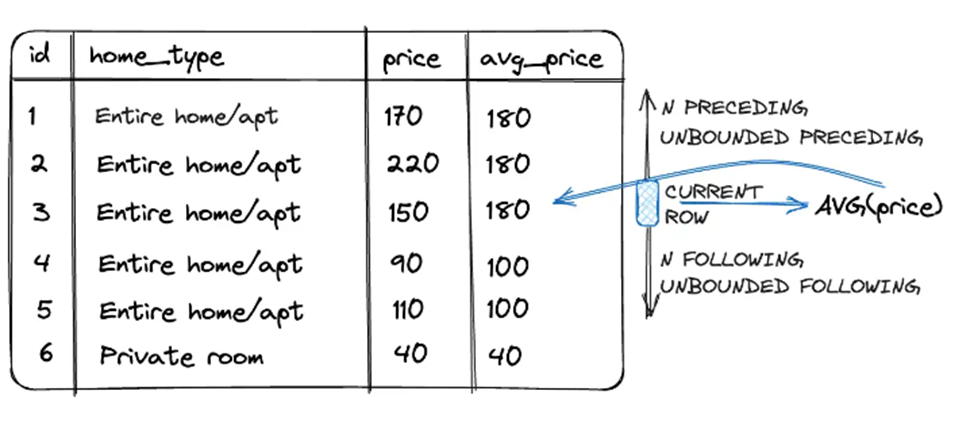 id home_type price avg_price
1 Entire home/apt 170 180
2 Entire home/apt 220 180
3 Entire home/apt 150 180
4 Entire home/apt 90 100
5 Entire home/apt 110 100
6 Private room 40 40
N PRECEDING,
UNBOUNDED PRECEDING
CURRENT
ROW
AVG(price)
N FOLLOWING,
UNBOUNDED FOLLOWING